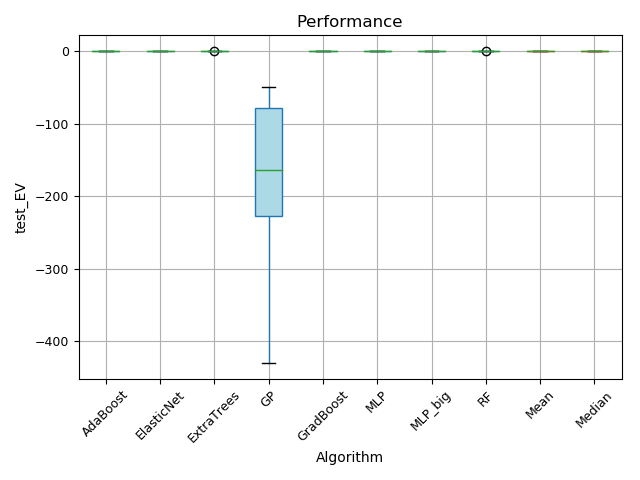 Performance
test_EV
0
−100
−200
−300
−400
AdaBoost
ElasticNet
ExtraTrees
GP
GradBoost
MLP
MLP_big
RF
Mean
Median
Algorithm